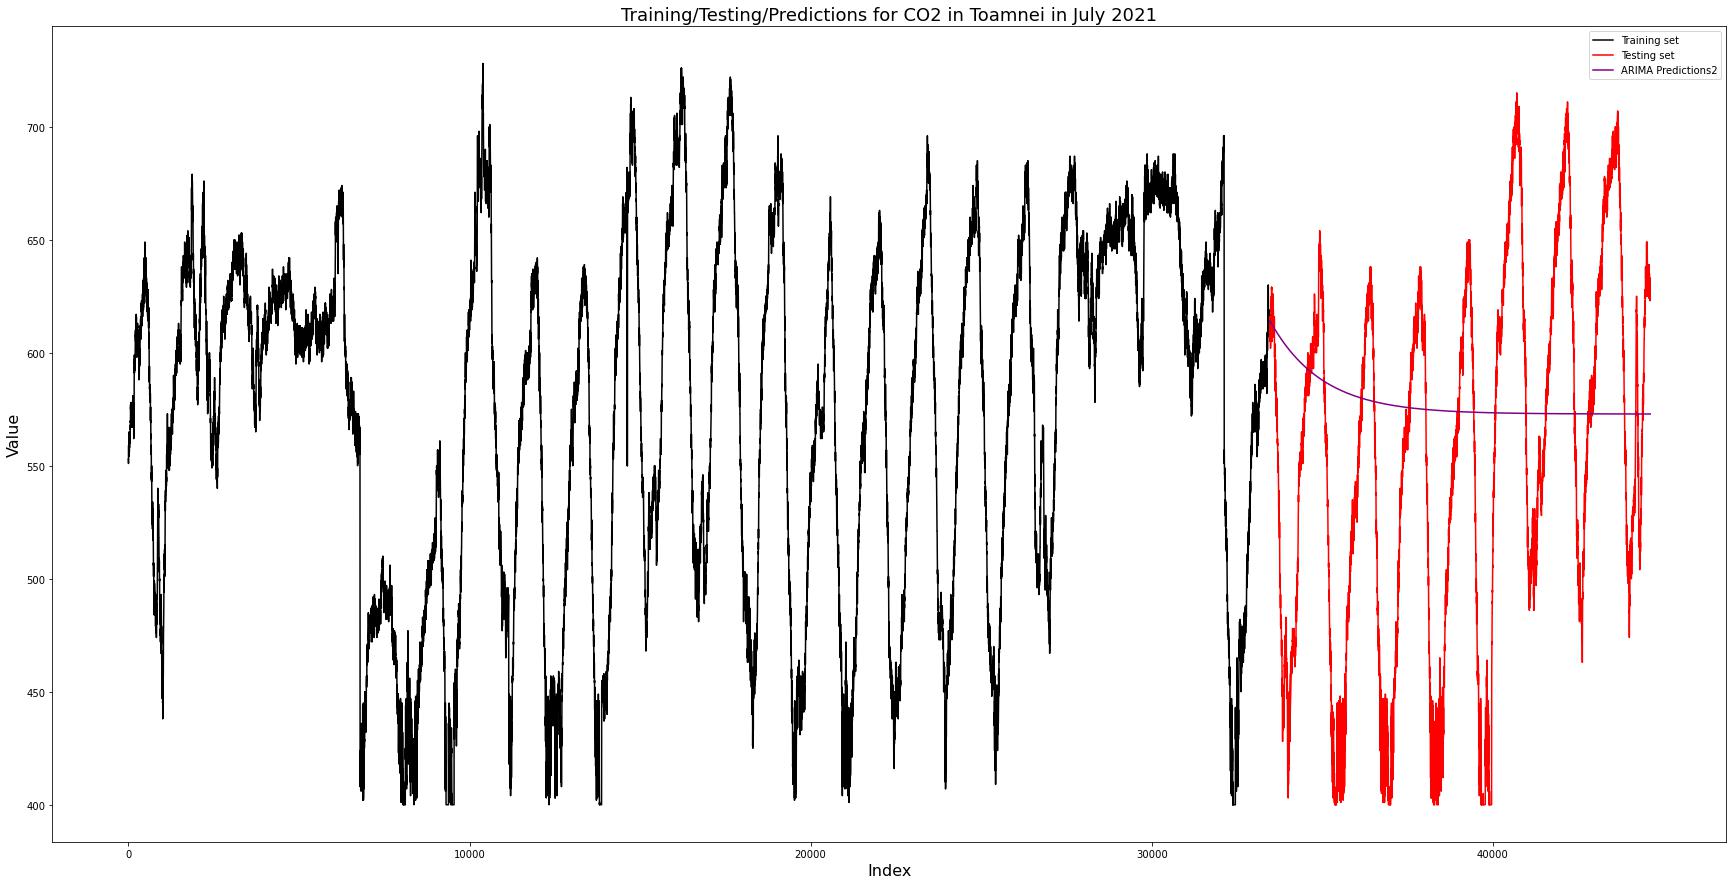 Training/Testing/Predictions for CO2 in Toamnei in July 2021
Training set
Testing set
ARIMA Predictions2
Value
700
650
600
550
500
450
400
0
10000
20000
30000
40000
Index